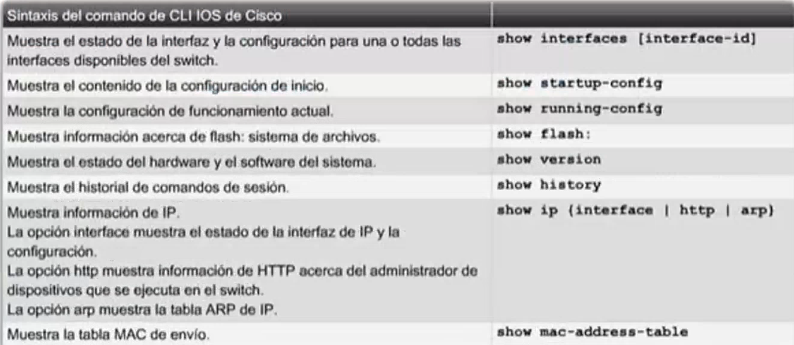 Sintaxis del comando de CLI IOS de Cisco
Muestra el estado de la interfaz y la configuración para una o todas las
interfaces disponibles del switch.
show interfaces [interface-id]
Muestra el contenido de la configuración de inicio.
show startup-config
Muestra la configuración de funcionamiento actual.
show running-config
Muestra información acerca de flash: sistema de archivos.
show flash:
Muestra el estado del hardware y el software del sistema.
show version
Muestra el historial de comandos de sesión.
show history
Muestra información de IP.
La opción interface muestra el estado de la interfaz de IP y la
configuración.
La opción http muestra información de HTTP acerca del administrador de
dispositivos que se ejecuta en el switch.
La opción arp muestra la tabla ARP de IP.
show ip {interface | http | arp}
Muestra la tabla MAC de envío.
show mac-address-table